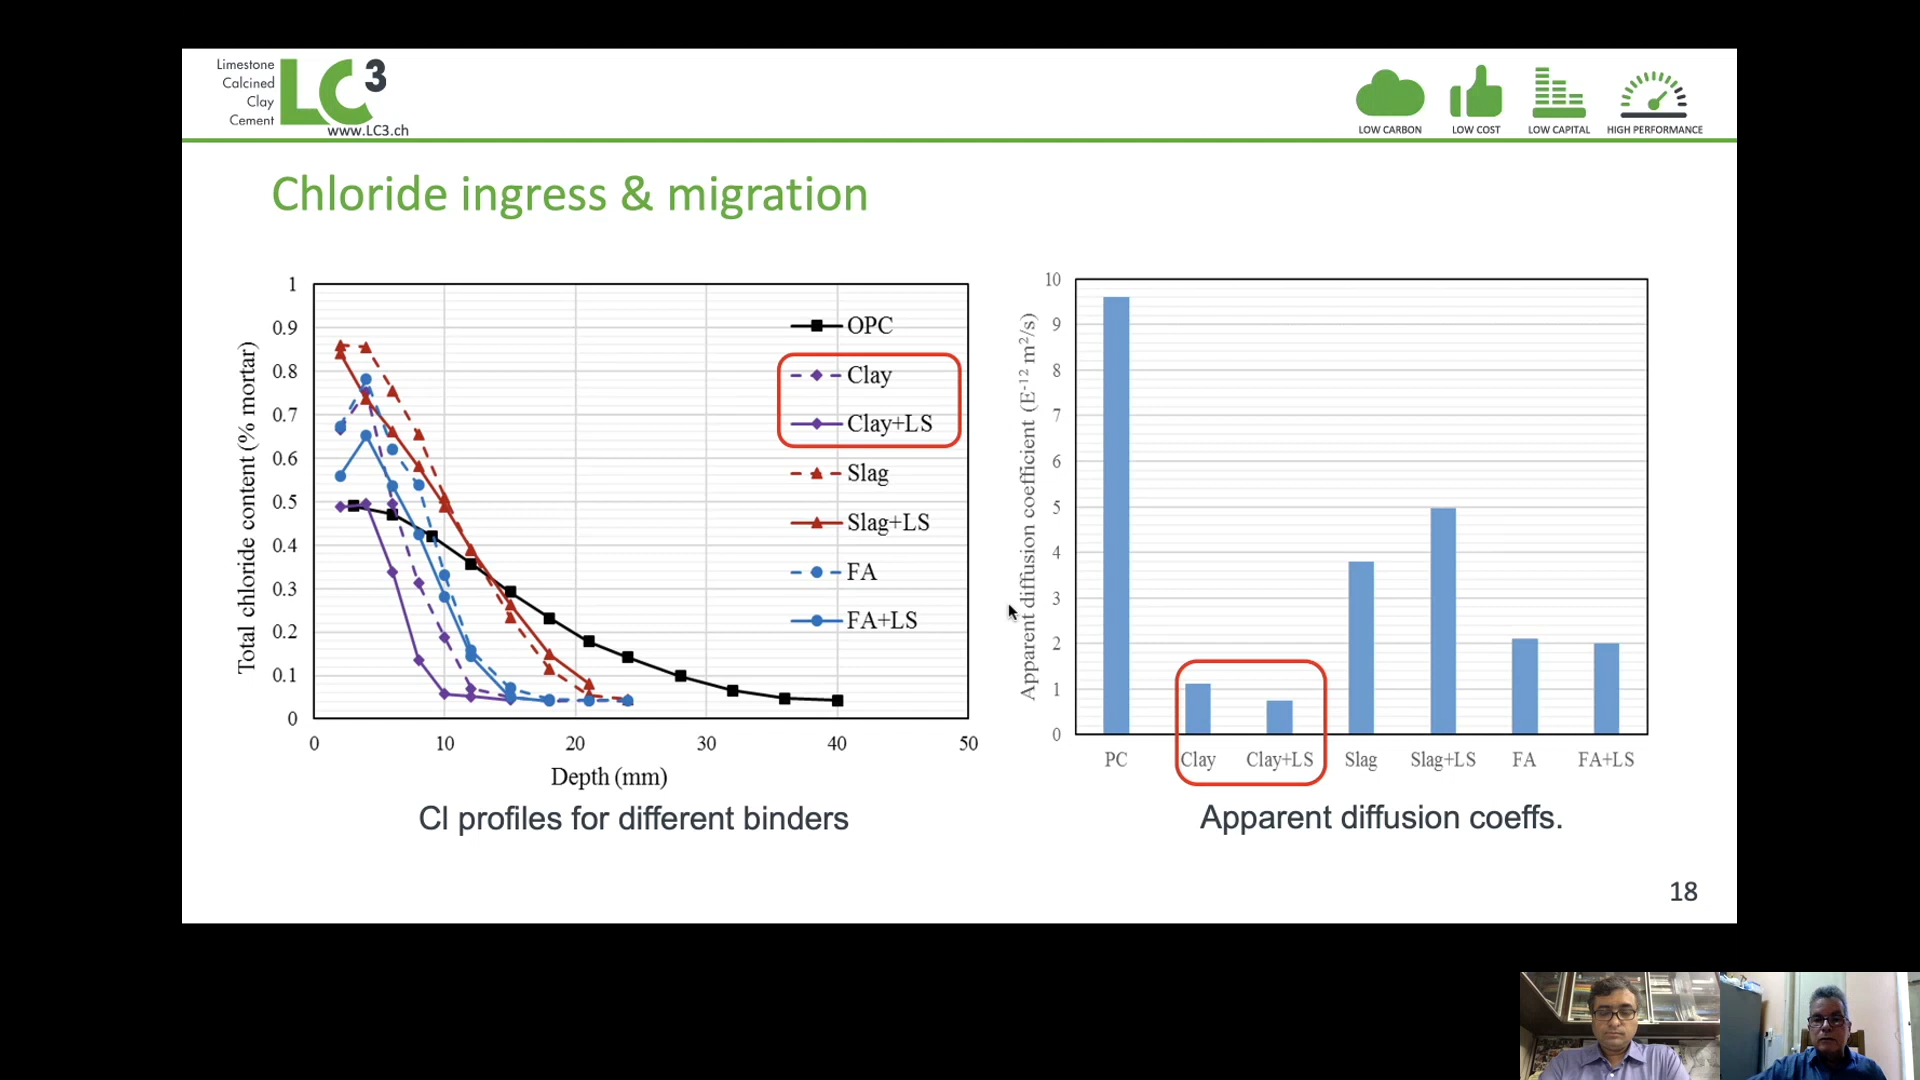 Limestone
Calcined
Clay
Cement
LC3
www.LC3.ch
LOW CARBON
LOW COST
LOW CAPITAL
HIGH PERFORMANCE
Chloride ingress & migration
Total chloride content (% mortar)
1
0.9
0.8
0.7
0.6
0.5
0.4
0.3
0.2
0.1
0
0 10 20 30 40 50
Depth (mm)
OPC
Clay
Clay+LS
Slag
Slag+LS
FA
FA+LS
Cl profiles for different binders
Apparent diffusion coefficient (E⁻¹² m²/s)
10
9
8
7
6
5
4
3
2
1
0
PC Clay Clay+LS Slag Slag+LS FA FA+LS
Apparent diffusion coeffs.
18